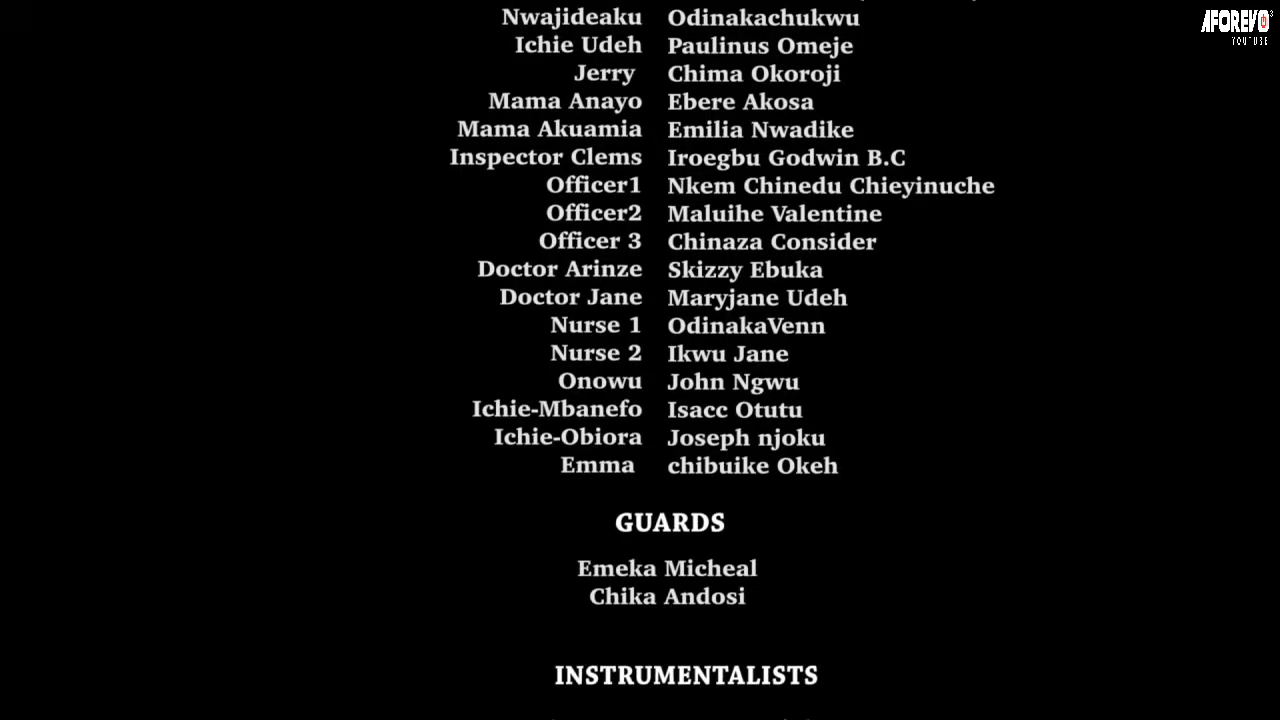 AFOREVO
YOUTUBE
Nwajideaku Odinakachukwu
Ichie Udeh Paulinus Omeje
Jerry Chima Okoroji
Mama Anayo Ebere Akosa
Mama Akuamia Emilia Nwadike
Inspector Clems Iroegbu Godwin B.C
Officer1 Nkem Chinedu Chieyinuche
Officer2 Maluihe Valentine
Officer 3 Chinaza Consider
Doctor Arinze Skizzy Ebuka
Doctor Jane Maryjane Udeh
Nurse 1 OdinakaVenn
Nurse 2 Ikwu Jane
Onowu John Ngwu
Ichie-Mbanefo Isacc Otutu
Ichie-Obiora Joseph njoku
Emma chibuike Okeh
GUARDS
Emeka Micheal
Chika Andosi
INSTRUMENTALISTS